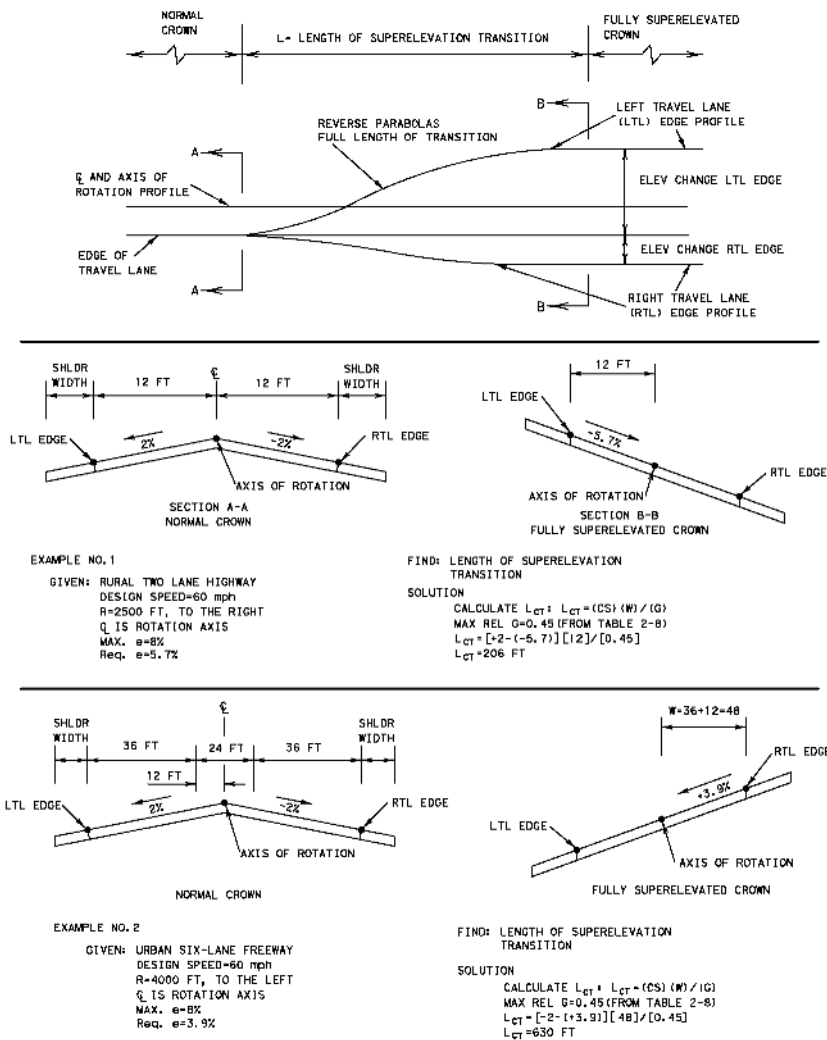 NORMAL
CROWN
L- LENGTH OF SUPERELEVATION TRANSITION
FULLY SUPERELEVATED
CROWN
B
LEFT TRAVEL LANE
(LTL) EDGE PROFILE
REVERSE PARABOLAS
FULL LENGTH OF TRANSITION
A
℄ AND AXIS OF
ROTATION PROFILE
ELEV CHANGE LTL EDGE
EDGE OF
TRAVEL LANE
ELEV CHANGE RTL EDGE
A
B
RIGHT TRAVEL LANE
(RTL) EDGE PROFILE
SHLDR
WIDTH
12 FT
℄
12 FT
SHLDR
WIDTH
LTL EDGE
2%
-2%
RTL EDGE
AXIS OF ROTATION
SECTION A-A
NORMAL CROWN
12 FT
LTL EDGE
-5.7%
RTL EDGE
AXIS OF ROTATION
SECTION B-B
FULLY SUPERELEVATED CROWN
EXAMPLE NO.1
GIVEN: RURAL TWO LANE HIGHWAY
DESIGN SPEED=60 mph
R=2500 FT, TO THE RIGHT
℄ IS ROTATION AXIS
MAX. e=8%
Req. e=5.7%
FIND: LENGTH OF SUPERELEVATION
TRANSITION
SOLUTION
CALCULATE LCT: LCT=(CS)(W)/(G)
MAX REL G=0.45(FROM TABLE 2-8)
LCT=[+2-(-5.7)][12]/[0.45]
LCT=206 FT
SHLDR
WIDTH
36 FT
℄
24 FT
36 FT
SHLDR
WIDTH
12 FT
LTL EDGE
2%
-2%
RTL EDGE
AXIS OF ROTATION
NORMAL CROWN
W=36+12=48
RTL EDGE
+3.9%
LTL EDGE
AXIS OF ROTATION
FULLY SUPERELEVATED CROWN
EXAMPLE NO.2
GIVEN: URBAN SIX-LANE FREEWAY
DESIGN SPEED=60 mph
R=4000 FT, TO THE LEFT
℄ IS ROTATION AXIS
MAX. e=8%
Req. e=3.9%
FIND: LENGTH OF SUPERELEVATION
TRANSITION
SOLUTION
CALCULATE LCT: LCT=(CS)(W)/(G)
MAX REL G=0.45(FROM TABLE 2-8)
LCT=[-2-(+3.9)][48]/[0.45]
LCT=630 FT